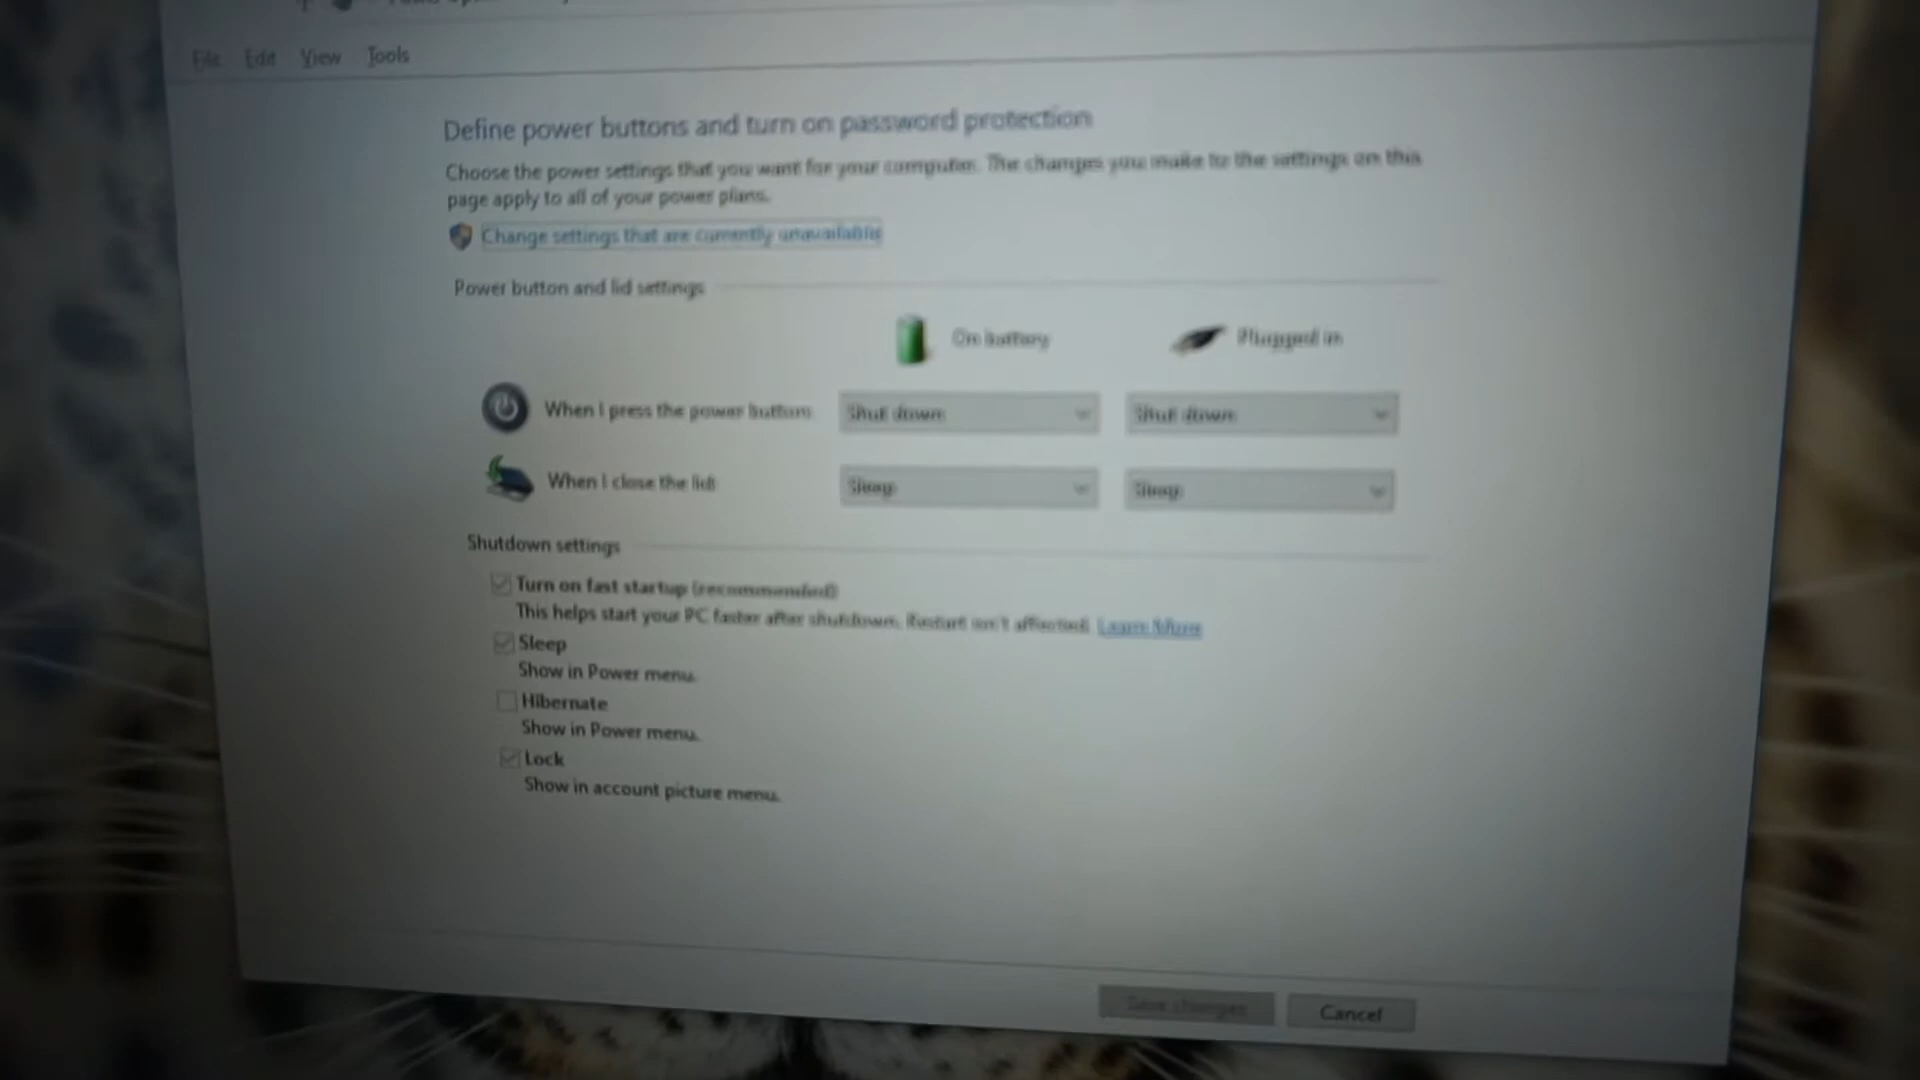 File Edit View Tools
Define power buttons and turn on password protection
Choose the power settings that you want for your computer. The changes you make to the settings on this
page apply to all of your power plans.
Change settings that are currently unavailable
Power button and lid settings
On battery Plugged in
When I press the power button: Shut down Shut down
When I close the lid: Sleep Sleep
Shutdown settings
Turn on fast startup (recommended)
This helps start your PC faster after shutdown. Restart isn't affected. Learn More
Sleep
Show in Power menu.
Hibernate
Show in Power menu.
Lock
Show in account picture menu.
Save changes Cancel